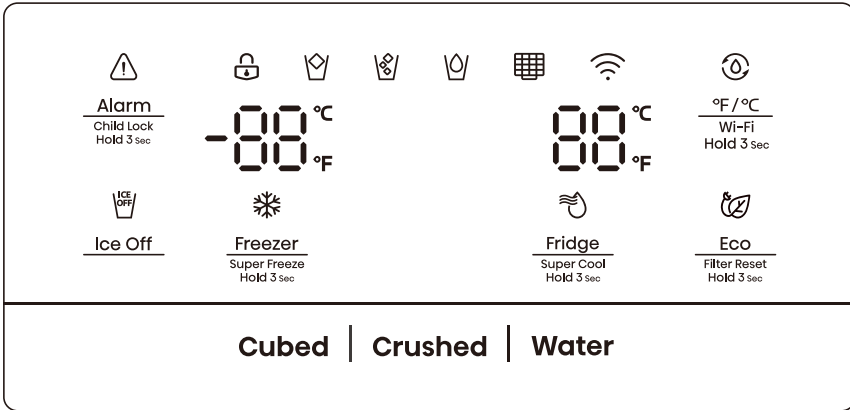 Alarm
Child Lock
Hold 3 Sec
-88 °C
°F
88 °C
°F
°F/°C
Wi-Fi
Hold 3 Sec
ICE
OFF
Ice Off
Freezer
Super Freeze
Hold 3 Sec
Fridge
Super Cool
Hold 3 Sec
Eco
Filter Reset
Hold 3 Sec
Cubed | Crushed | Water